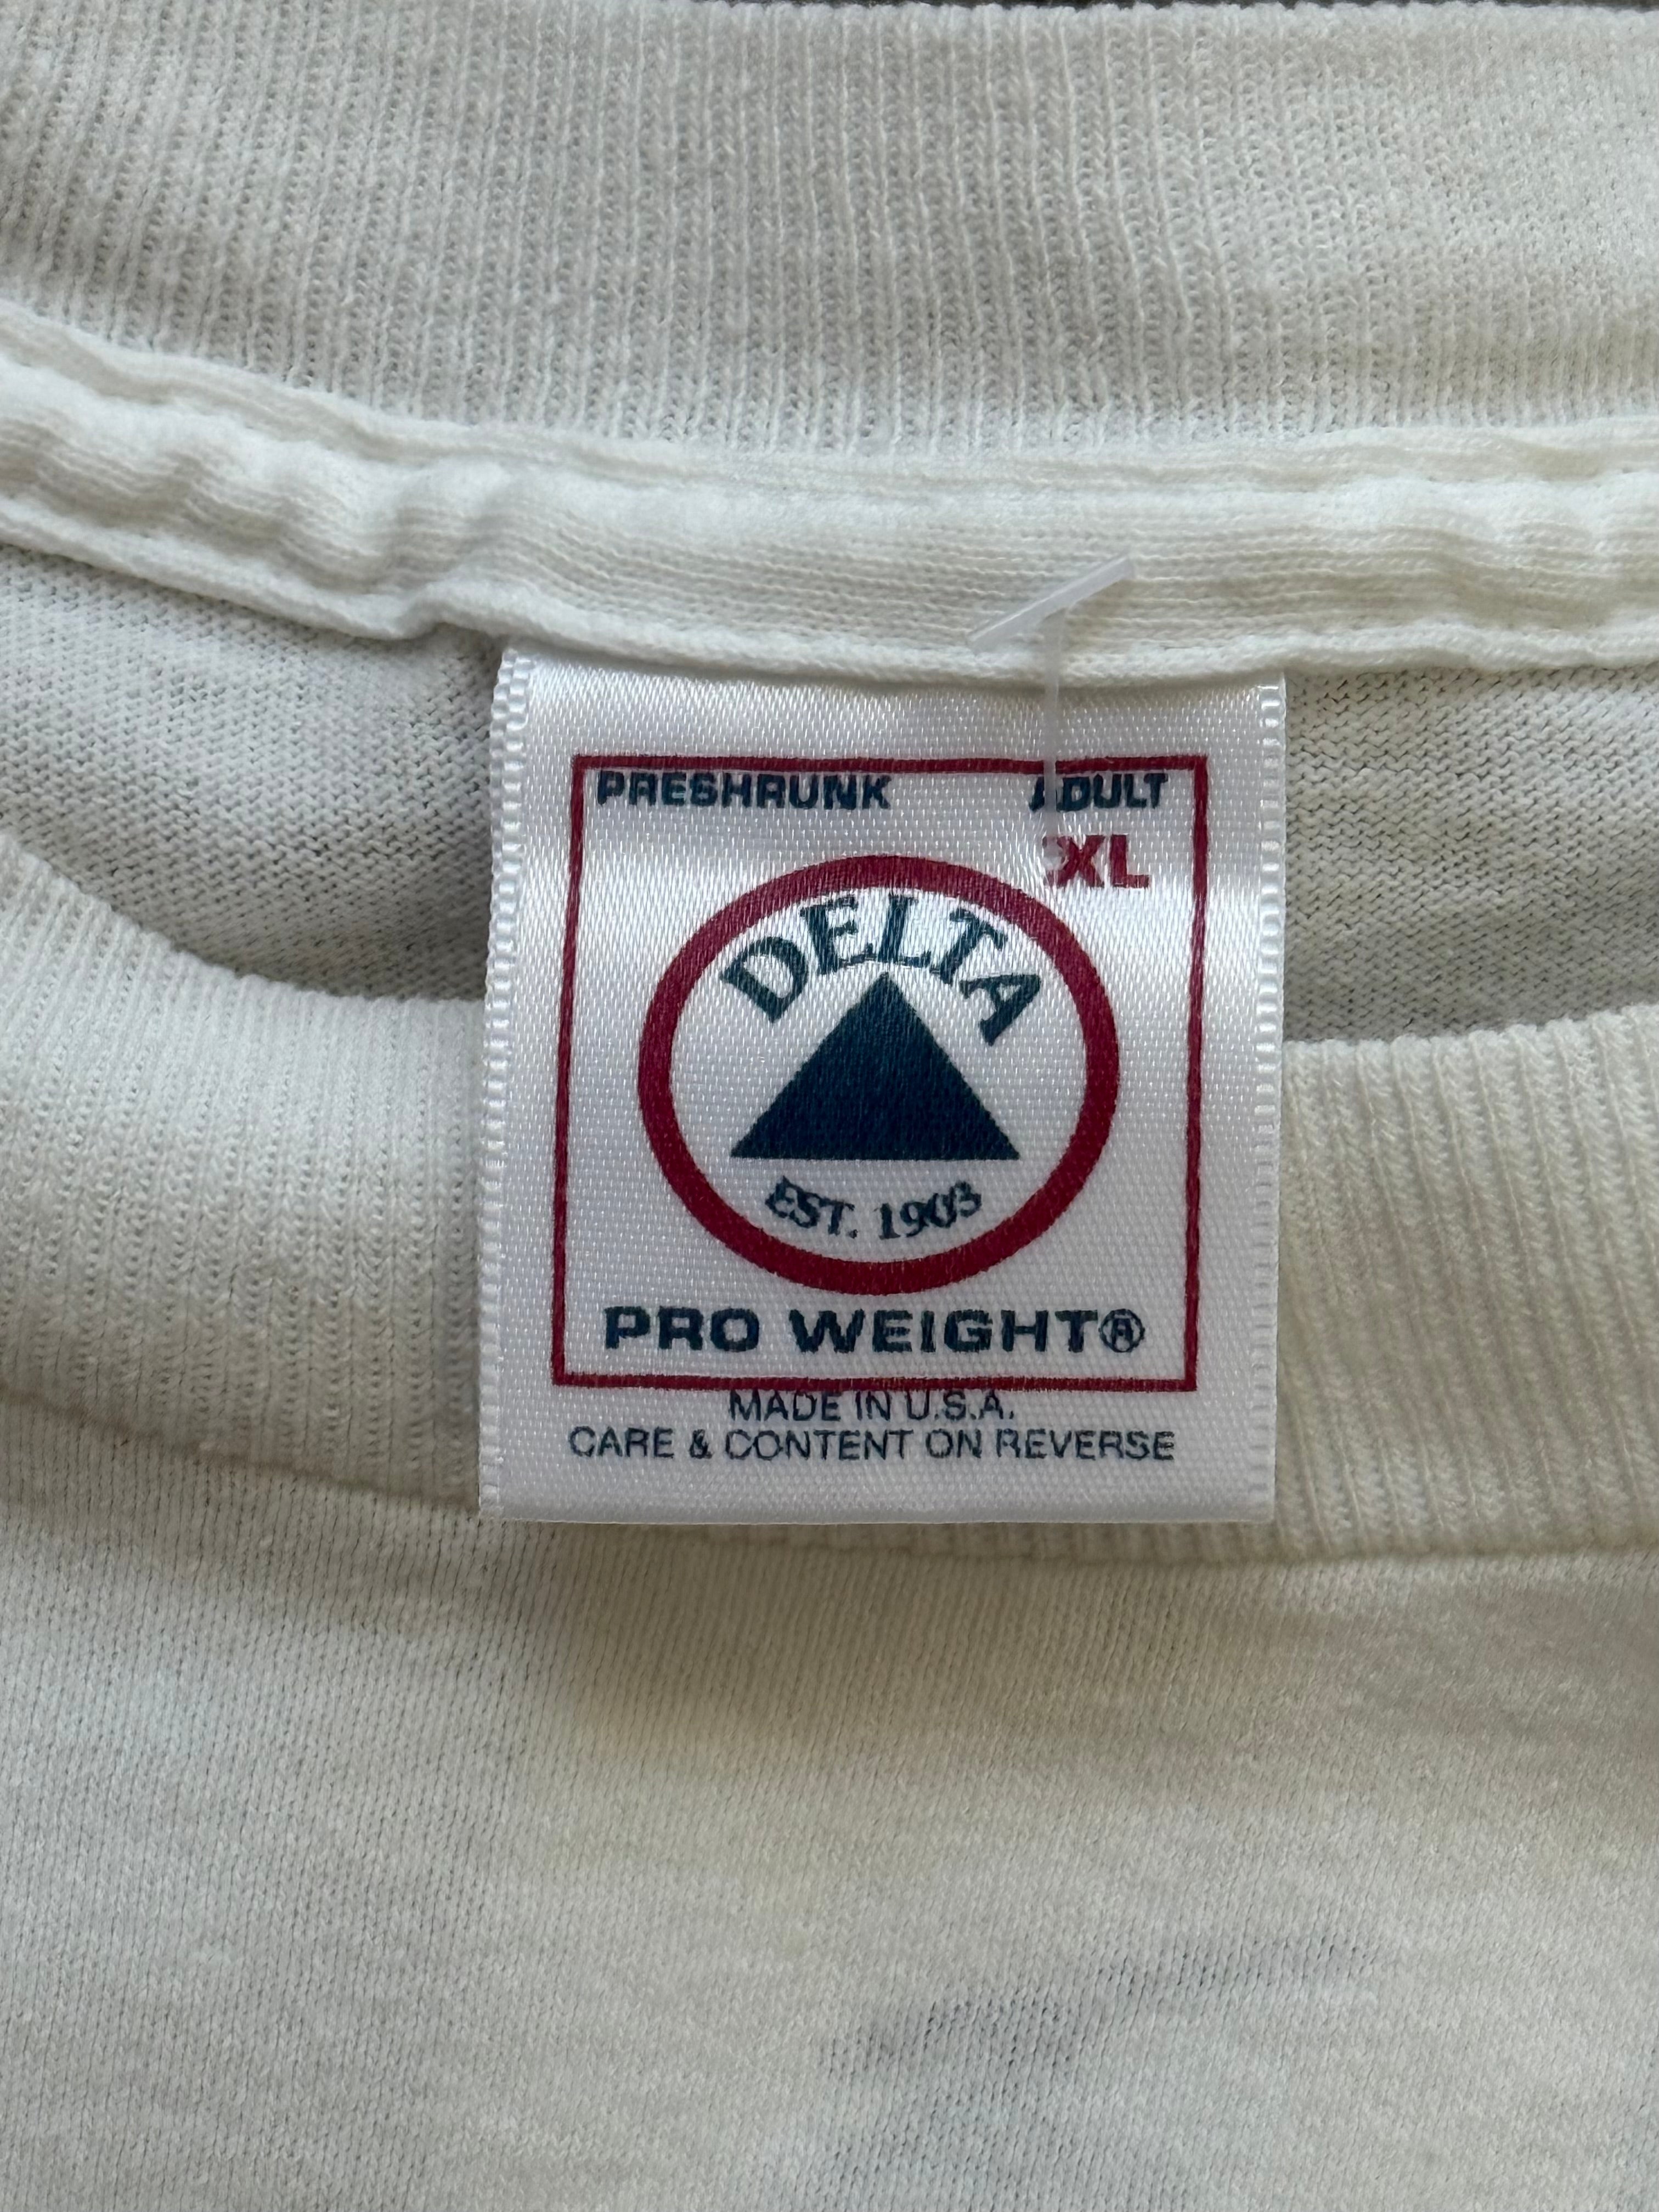 PRESHRUNK ADULT
XL
DELTA
EST. 1903
PRO WEIGHT®
MADE IN U.S.A.
CARE & CONTENT ON REVERSE